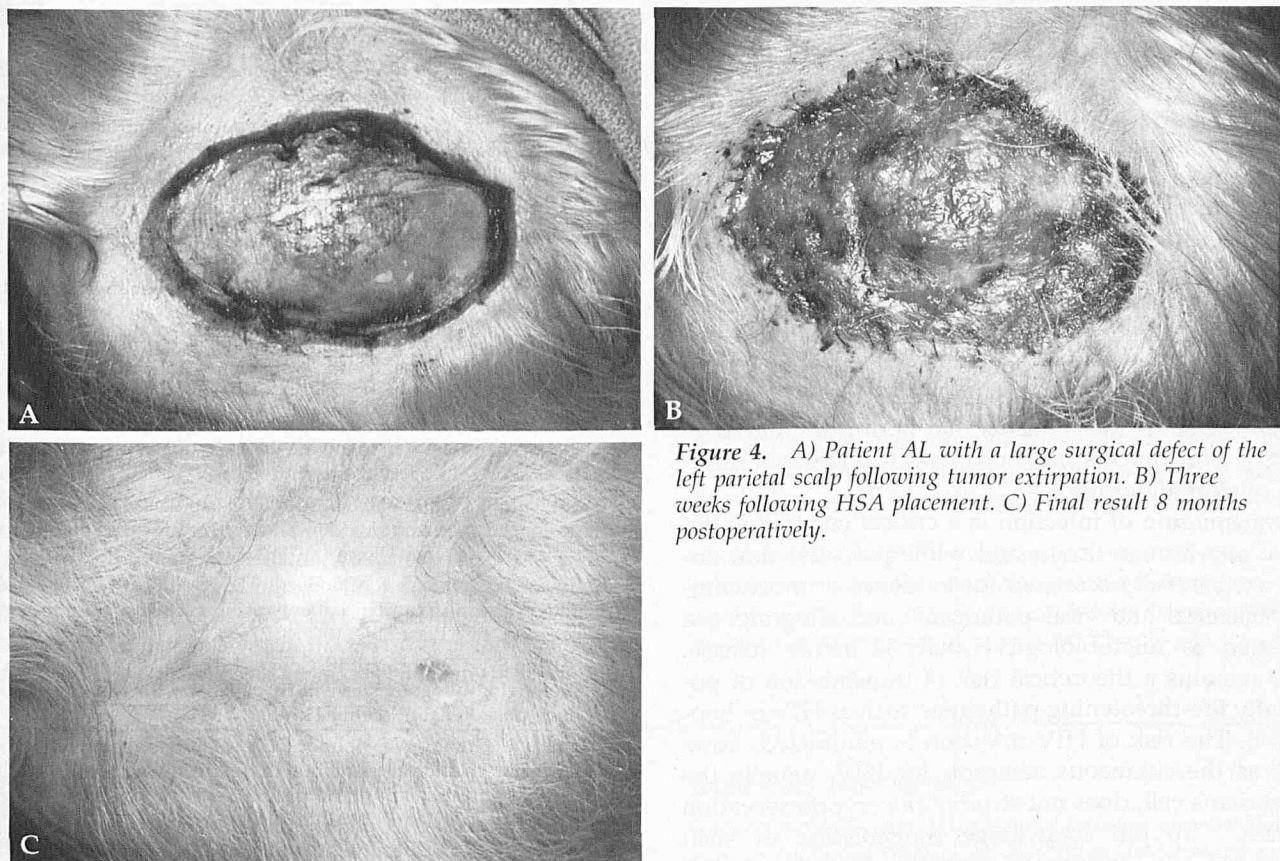 A
B
C
Figure 4. A) Patient AL with a large surgical defect of the
left parietal scalp following tumor extirpation. B) Three
weeks following HSA placement. C) Final result 8 months
postoperatively.